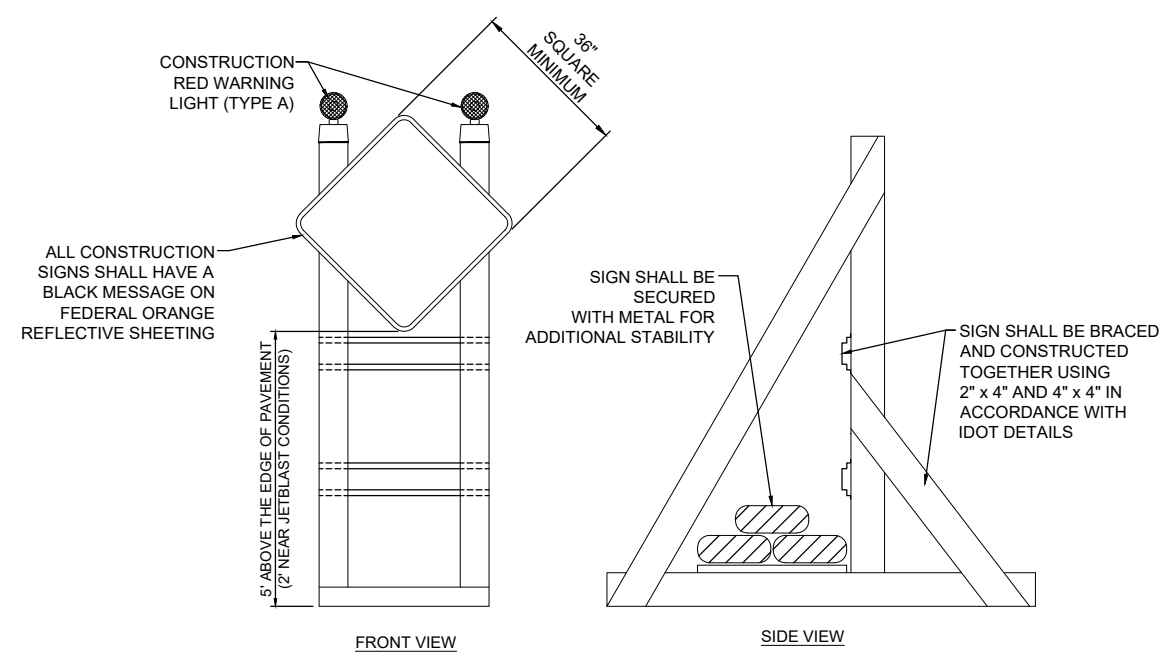 36"
SQUARE
MINIMUM
CONSTRUCTION
RED WARNING
LIGHT (TYPE A)
ALL CONSTRUCTION
SIGNS SHALL HAVE A
BLACK MESSAGE ON
FEDERAL ORANGE
REFLECTIVE SHEETING
5' ABOVE THE EDGE OF PAVEMENT
(2' NEAR JETBLAST CONDITIONS)
FRONT VIEW
SIGN SHALL BE
SECURED
WITH METAL FOR
ADDITIONAL STABILITY
SIGN SHALL BE BRACED
AND CONSTRUCTED
TOGETHER USING
2" x 4" AND 4" x 4" IN
ACCORDANCE WITH
IDOT DETAILS
SIDE VIEW